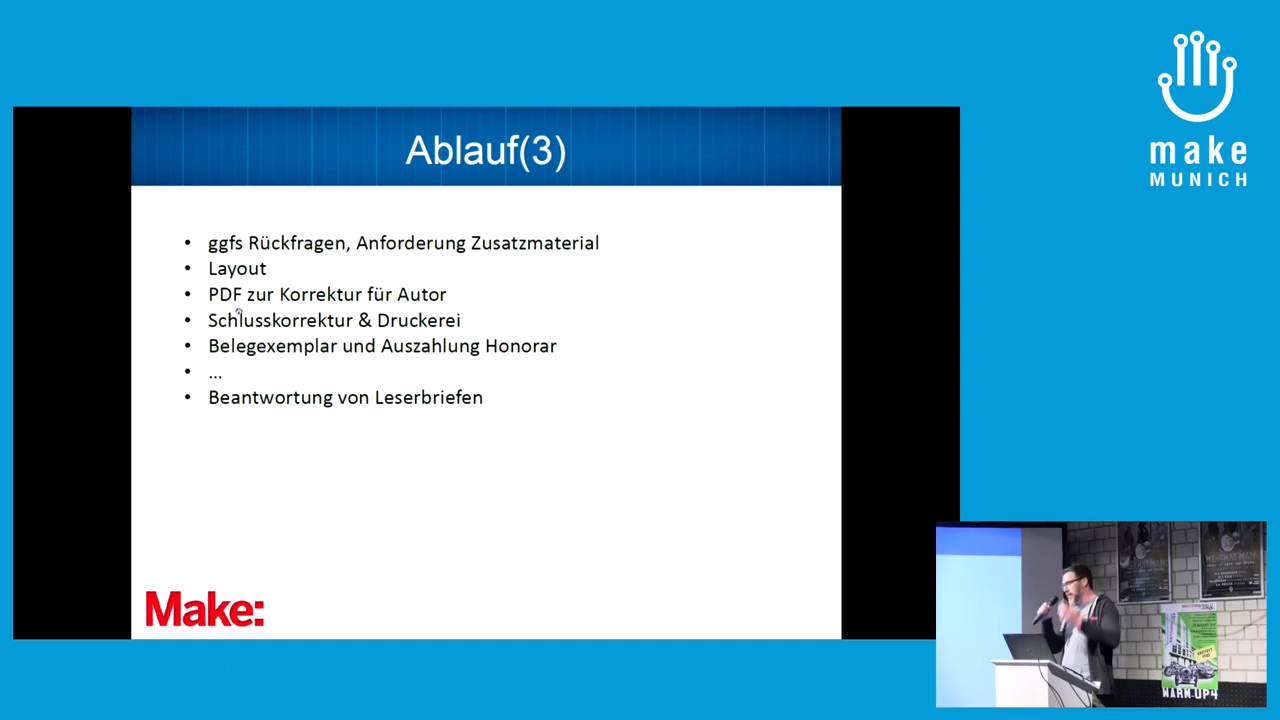 make
MUNICH
Ablauf(3)
• ggfs Rückfragen, Anforderung Zusatzmaterial
• Layout
• PDF zur Korrektur für Autor
• Schlusskorrektur & Druckerei
• Belegexemplar und Auszahlung Honorar
• ...
• Beantwortung von Leserbriefen
Make:
WARM-UP4